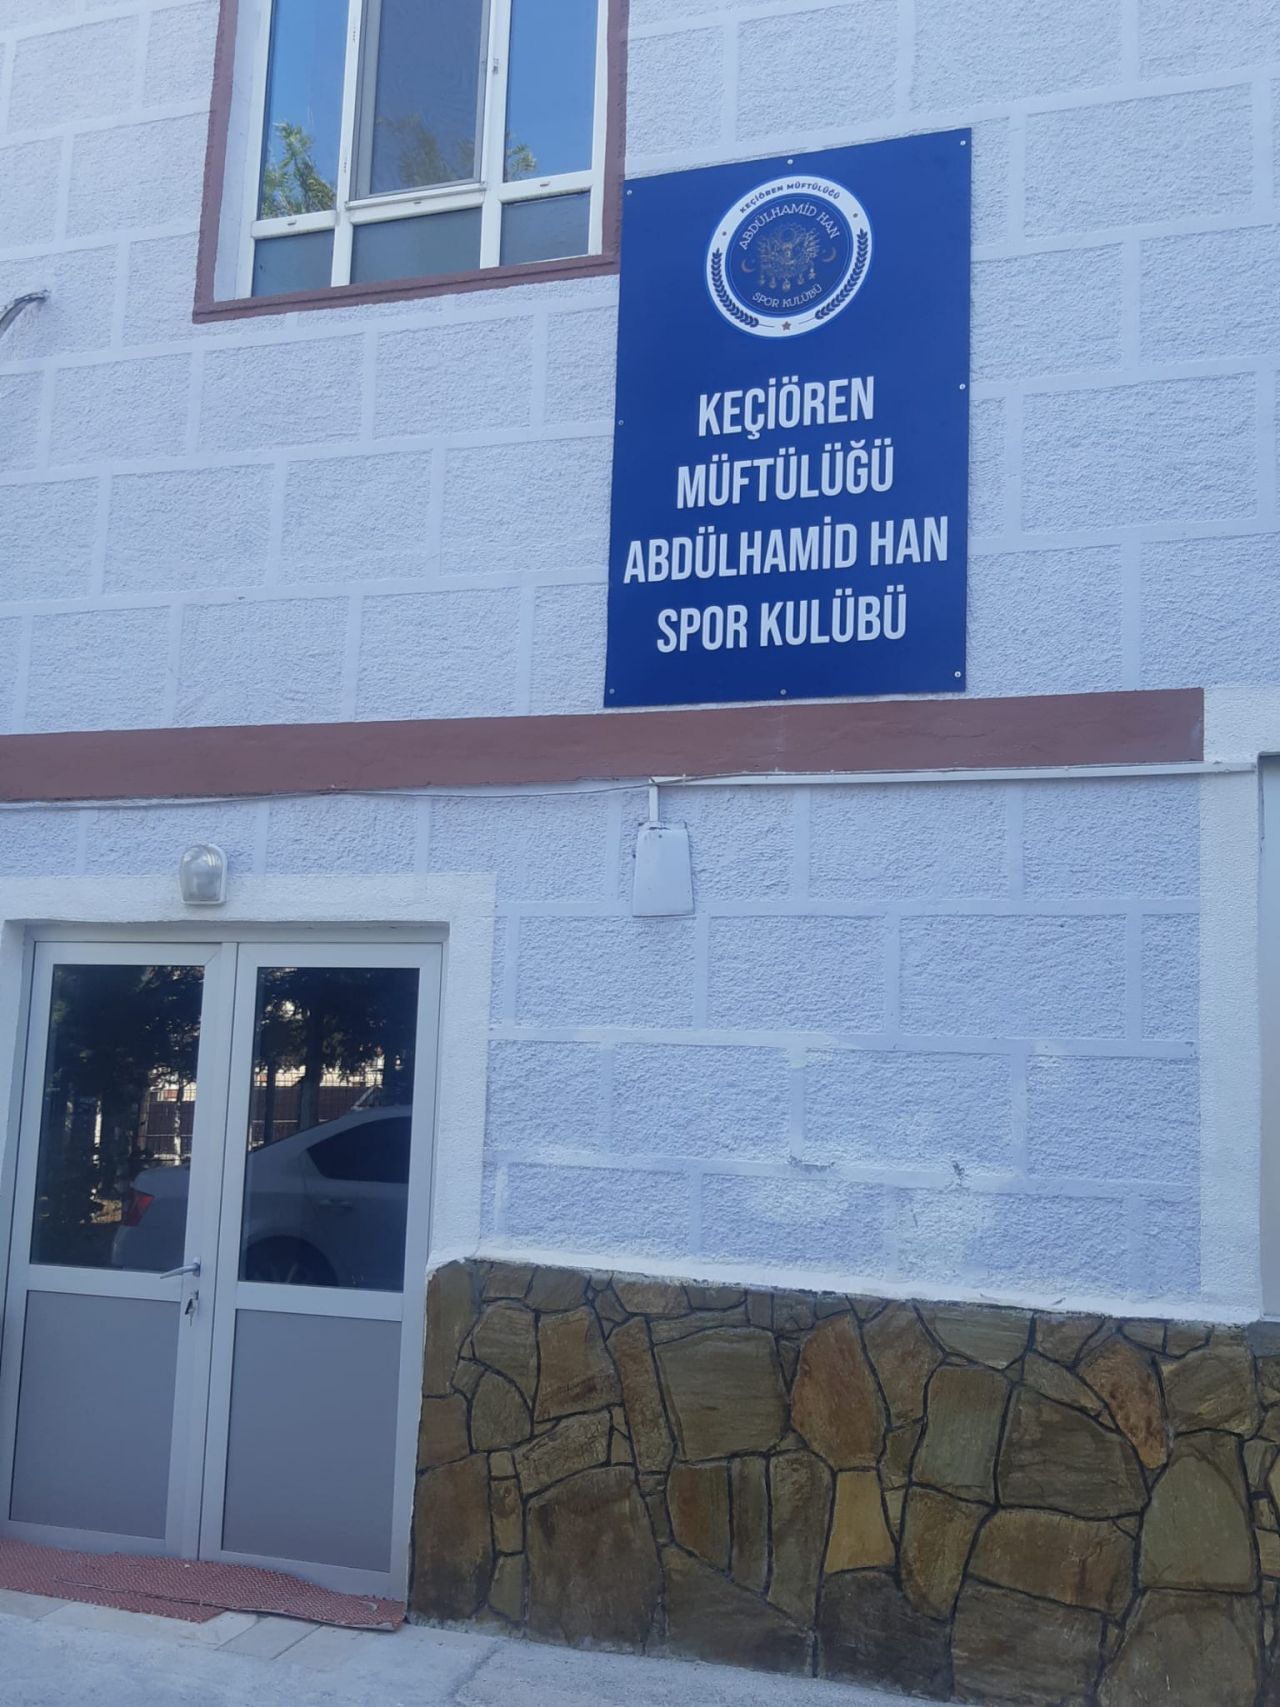 KEÇİÖREN MÜFTÜLÜĞÜ
ABDÜLHAMİD HAN
SPOR KULÜBÜ
KEÇİÖREN
MÜFTÜLÜĞÜ
ABDÜLHAMİD HAN
SPOR KULÜBÜ